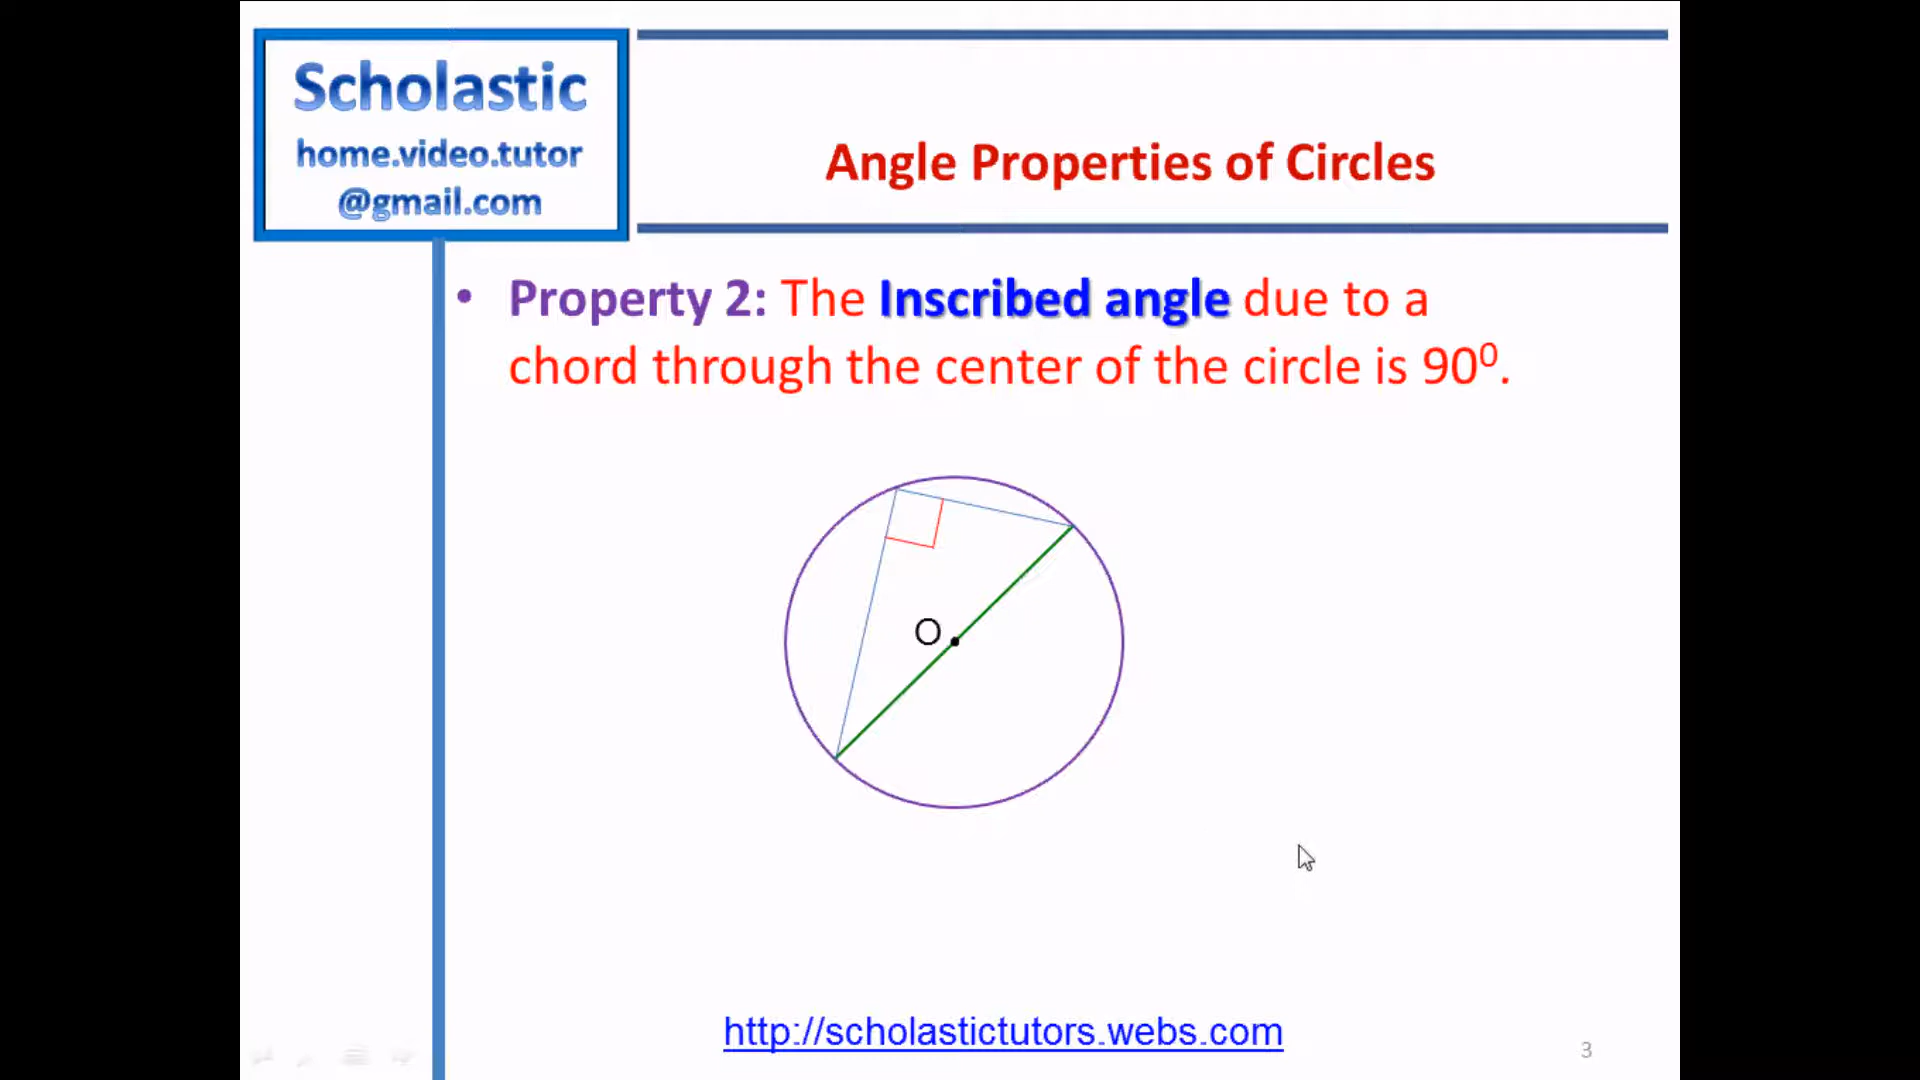 Scholastic
home.video.tutor
@gmail.com
Angle Properties of Circles
• Property 2: The Inscribed angle due to a
chord through the center of the circle is 90⁰.
O
http://scholastictutors.webs.com
3